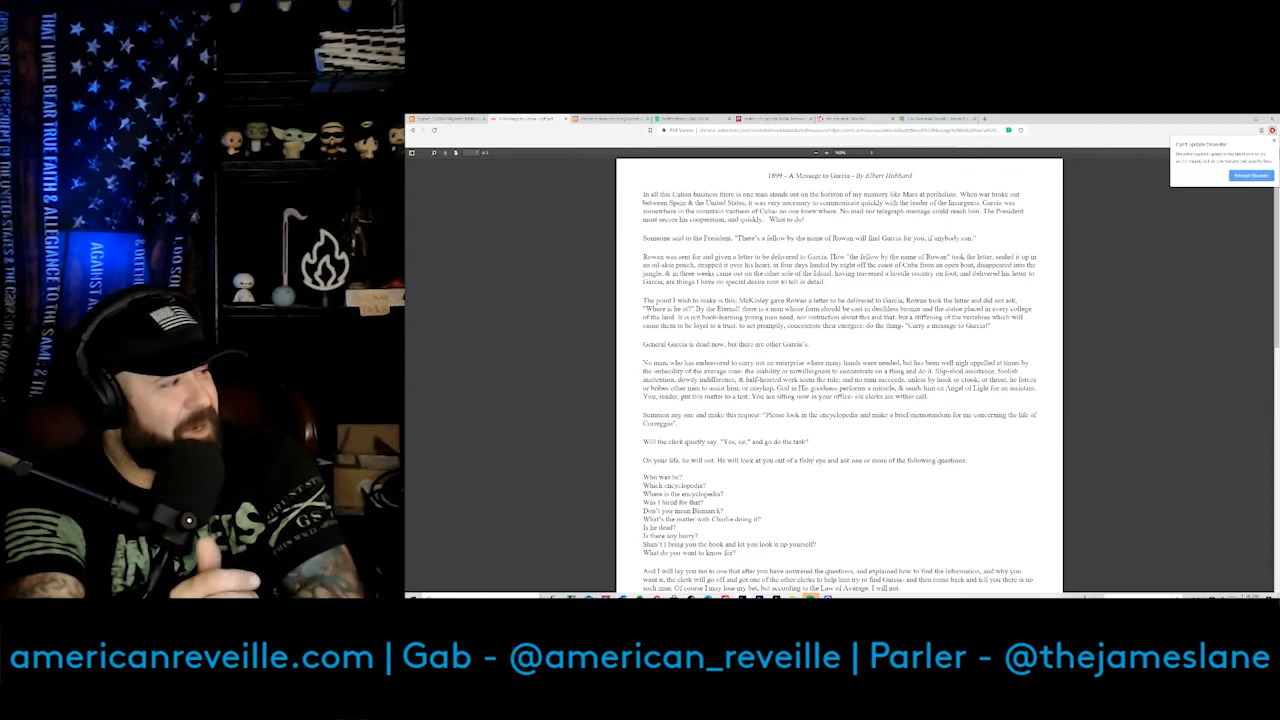 THAT I WILL BEAR TRUE FAITH & ALLEGIANCE TO THE SAME
AGAINST
I DO SO
PDF Viewer
Can't update Dissenter
Reinstall Dissenter
1899 - A Message to Garcia - By Elbert Hubbard
In all this Cuban business there is one man stands out on the horizon of my memory like Mars at perihelion. When war broke out
between Spain & the United States, it was very necessary to communicate quickly with the leader of the Insurgents. Garcia was
somewhere in the mountain vastness of Cuba- no one knew where. No mail nor telegraph message could reach him. The President
must secure his cooperation, and quickly. What to do!
Someone said to the President, "There's a fellow by the name of Rowan will find Garcia for you, if anybody can."
Rowan was sent for and given a letter to be delivered to Garcia. How "the fellow by the name of Rowan" took the letter, sealed it up in
an oil-skin pouch, strapped it over his heart, in four days landed by night off the coast of Cuba from an open boat, disappeared into the
jungle, & in three weeks came out on the other side of the Island, having traversed a hostile country on foot, and delivered his letter to
Garcia, are things I have no special desire now to tell in detail.
The point I wish to make is this: McKinley gave Rowan a letter to be delivered to Garcia; Rowan took the letter and did not ask,
"Where is he at?" By the Eternal! there is a man whose form should be cast in deathless bronze and the statue placed in every college
of the land. It is not book-learning young men need, nor instruction about this and that, but a stiffening of the vertebrae which will
cause them to be loyal to a trust, to act promptly, concentrate their energies: do the thing- "Carry a message to Garcia!"
General Garcia is dead now, but there are other Garcia's.
No man, who has endeavored to carry out an enterprise where many hands were needed, but has been well nigh appalled at times by
the imbecility of the average man- the inability or unwillingness to concentrate on a thing and do it. Slip-shod assistance, foolish
inattention, dowdy indifference, & half-hearted work seem the rule; and no man succeeds, unless by hook or crook, or threat, he forces
or bribes other men to assist him; or mayhap, God in His goodness performs a miracle, & sends him an Angel of Light for an assistant.
You, reader, put this matter to a test: You are sitting now in your office- six clerks are within call.
Summon any one and make this request: "Please look in the encyclopedia and make a brief memorandum for me concerning the life of
Correggio".
Will the clerk quietly say, "Yes, sir," and go do the task?
On your life, he will not. He will look at you out of a fishy eye and ask one or more of the following questions:
Who was he?
Which encyclopedia?
Where is the encyclopedia?
Was I hired for that?
Don't you mean Bismarck?
What's the matter with Charlie doing it?
Is he dead?
Is there any hurry?
Shan't I bring you the book and let you look it up yourself?
What do you want to know for?
And I will lay you ten to one that after you have answered the questions, and explained how to find the information, and why you
want it, the clerk will go off and get one of the other clerks to help him try to find Garcia- and then come back and tell you there is no
such man. Of course I may lose my bet, but according to the Law of Average, I will not.
americanreveille.com | Gab - @american_reveille | Parler - @thejameslane